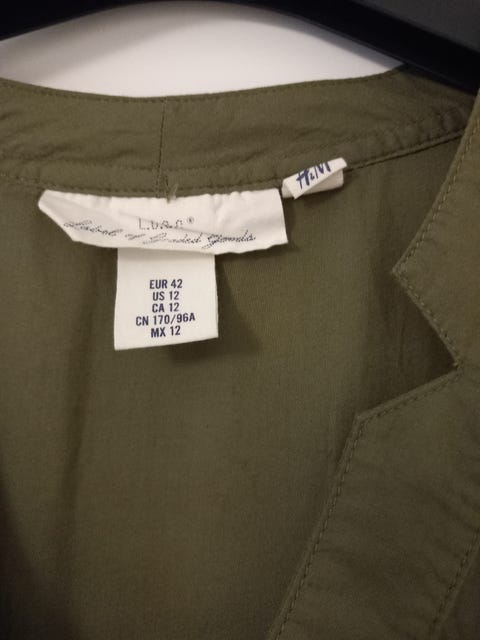 H&M
L.O.G.G®
Label of Graded Goods
EUR 42
US 12
CA 12
CN 170/96A
MX 12